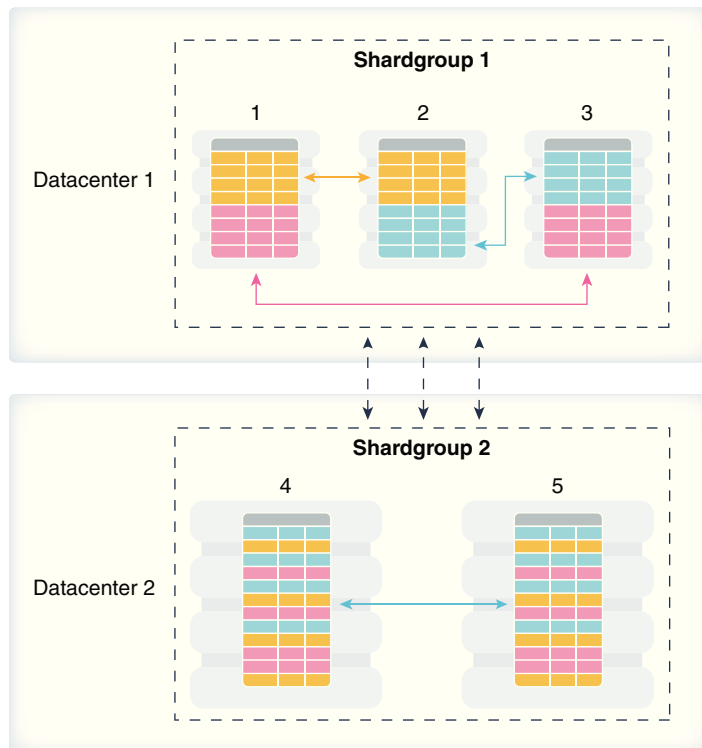 Shardgroup 1
1 2 3
Datacenter 1
Shardgroup 2
4 5
Datacenter 2